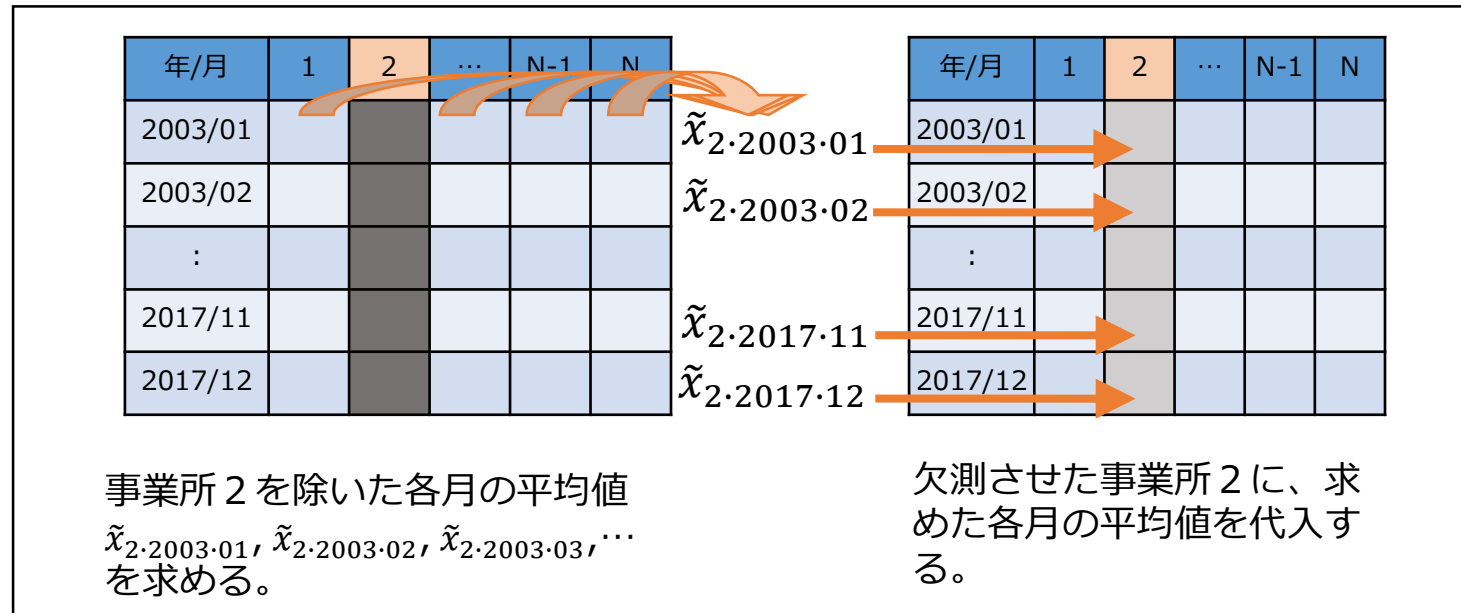 年/月 1 2 … N-1 N
2003/01
2003/02
:
2017/11
2017/12
x̃2·2003·01
x̃2·2003·02
x̃2·2017·11
x̃2·2017·12
年/月 1 2 … N-1 N
2003/01
2003/02
:
2017/11
2017/12
事業所２を除いた各月の平均値
x̃2·2003·01, x̃2·2003·02, x̃2·2003·03,…
を求める。
欠測させた事業所２に、求
めた各月の平均値を代入す
る。